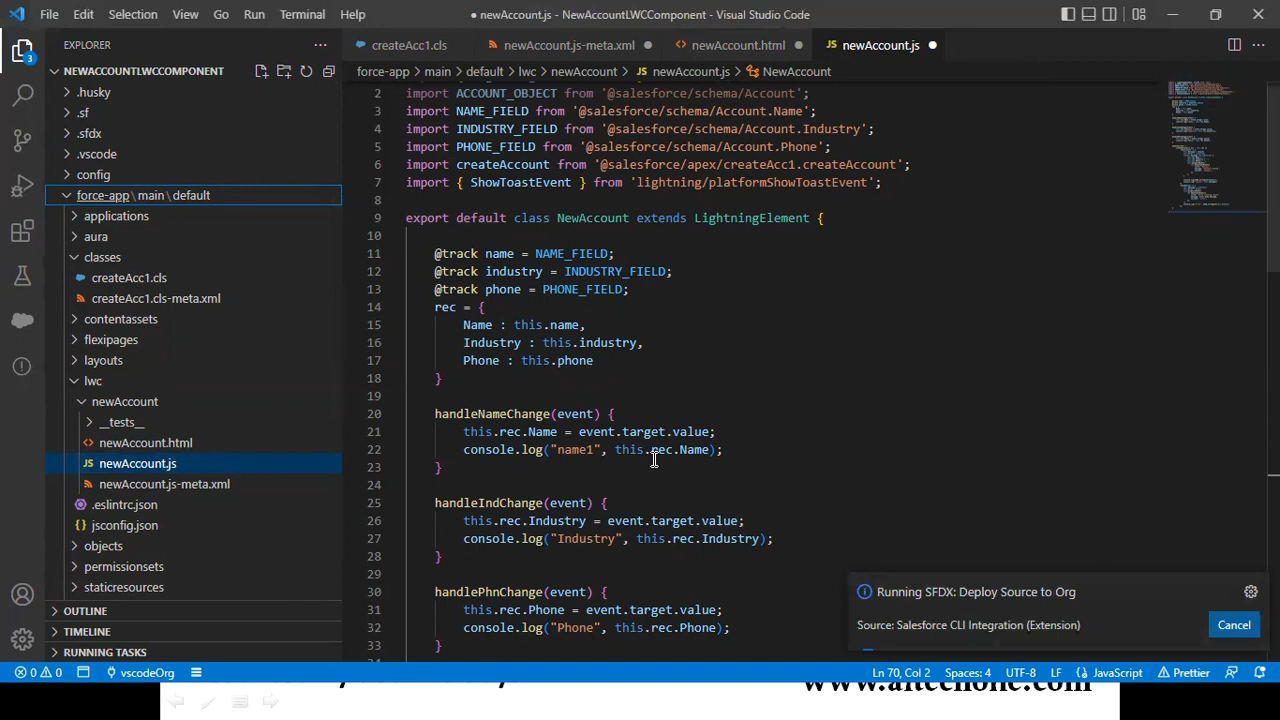 File Edit Selection View Go Run Terminal Help
● newAccount.js - NewAccountLWCComponent - Visual Studio Code
3
EXPLORER
NEWACCOUNTLWCCOMPONENT
.husky
.sf
.sfdx
.vscode
config
force-app\main\default
applications
aura
classes
createAcc1.cls
createAcc1.cls-meta.xml
contentassets
flexipages
layouts
lwc
newAccount
__tests__
newAccount.html
newAccount.js
newAccount.js-meta.xml
.eslintrc.json
jsconfig.json
objects
permissionsets
staticresources
OUTLINE
TIMELINE
RUNNING TASKS
createAcc1.cls newAccount.js-meta.xml newAccount.html newAccount.js
force-app > main > default > lwc > newAccount > JS newAccount.js > NewAccount
2 import ACCOUNT_OBJECT from '@salesforce/schema/Account';
3 import NAME_FIELD from '@salesforce/schema/Account.Name';
4 import INDUSTRY_FIELD from '@salesforce/schema/Account.Industry';
5 import PHONE_FIELD from '@salesforce/schema/Account.Phone';
6 import createAccount from '@salesforce/apex/createAcc1.createAccount';
7 import { ShowToastEvent } from 'lightning/platformShowToastEvent';
8
9 export default class NewAccount extends LightningElement {
10
11 @track name = NAME_FIELD;
12 @track industry = INDUSTRY_FIELD;
13 @track phone = PHONE_FIELD;
14 rec = {
15 Name : this.name,
16 Industry : this.industry,
17 Phone : this.phone
18 }
19
20 handleNameChange(event) {
21 this.rec.Name = event.target.value;
22 console.log("name1", this.rec.Name);
23 }
24
25 handleIndChange(event) {
26 this.rec.Industry = event.target.value;
27 console.log("Industry", this.rec.Industry);
28 }
29
30 handlePhnChange(event) {
31 this.rec.Phone = event.target.value;
32 console.log("Phone", this.rec.Phone);
33 }
Running SFDX: Deploy Source to Org
Source: Salesforce CLI Integration (Extension)
Cancel
0 0 vscodeOrg Ln 70, Col 2 Spaces: 4 UTF-8 LF JavaScript Prettier